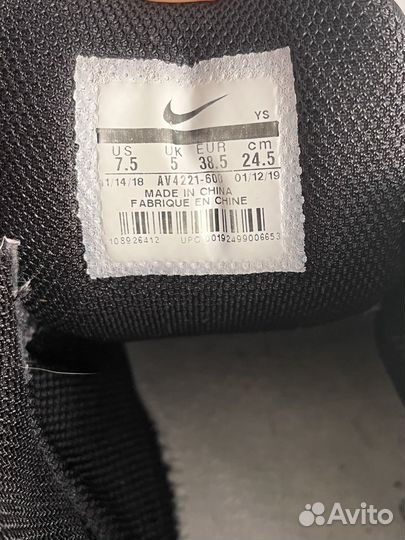 YS
US UK EUR cm
7.5 5 38.5 24.5
01/14/18 AV4221-600 01/12/19
MADE IN CHINA
FABRIQUE EN CHINE
108926412 UPC 00192499006653
Avito